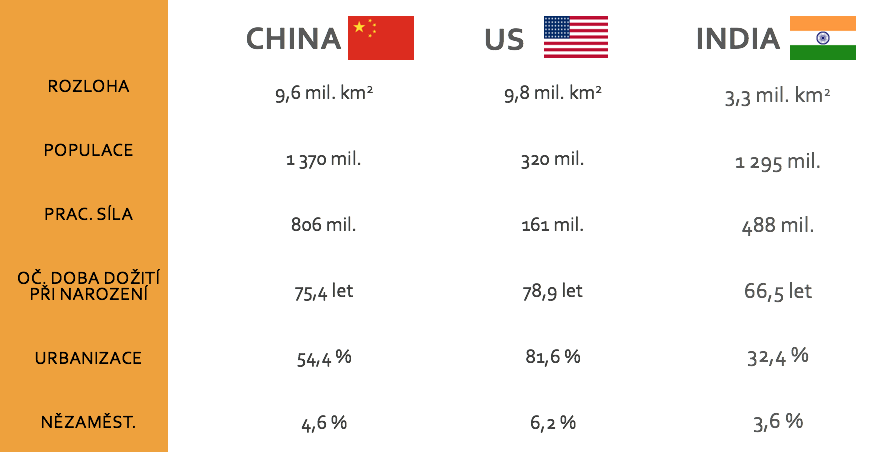 CHINA US INDIA
ROZLOHA 9,6 mil. km² 9,8 mil. km² 3,3 mil. km²
POPULACE 1 370 mil. 320 mil. 1 295 mil.
PRAC. SÍLA 806 mil. 161 mil. 488 mil.
OČ. DOBA DOŽITÍ
PŘI NAROZENÍ 75,4 let 78,9 let 66,5 let
URBANIZACE 54,4 % 81,6 % 32,4 %
NĚZAMĚST. 4,6 % 6,2 % 3,6 %